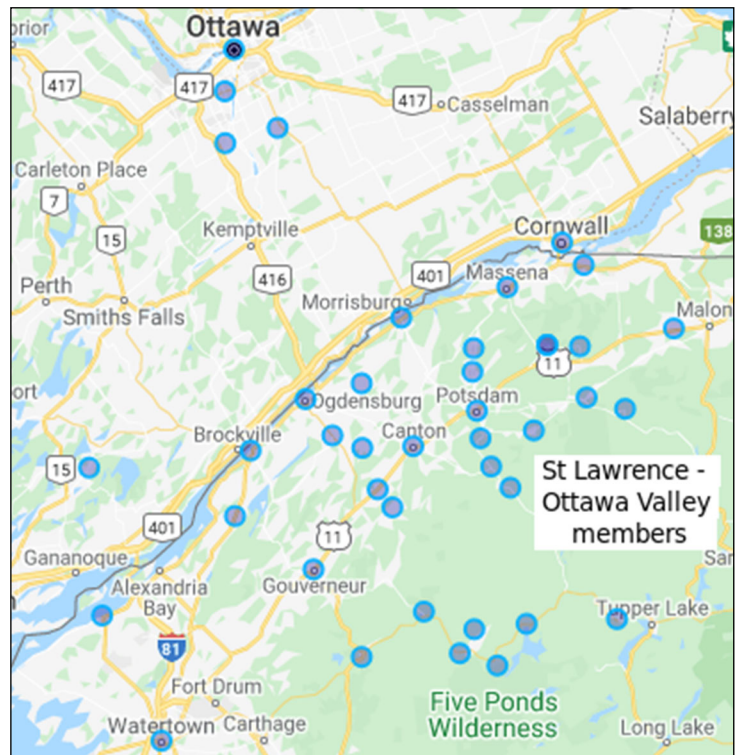 Ottawa
417
417
417
Casselman
Salaberry
Carleton Place
7
15
Kemptville
Cornwall
138
Perth
416
401
Massena
Smiths Falls
Morrisburg
Malon
11
ort
Potsdam
Ogdensburg
Brockville
Canton
15
St Lawrence -
Ottawa Valley
members
401
11
Gananoque
Gouverneur
Alexandria
Bay
Tupper Lake
81
Fort Drum
Five Ponds
Wilderness
Watertown
Carthage
Long Lake